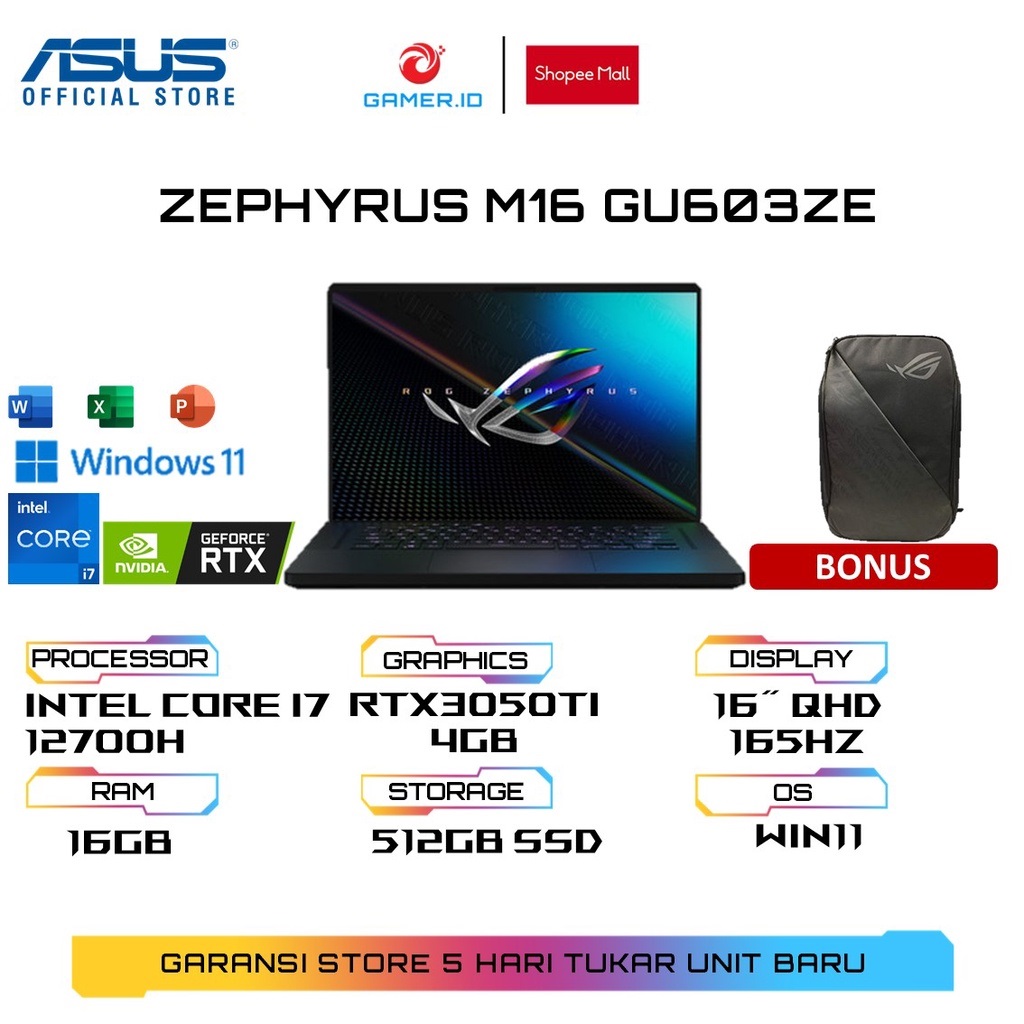 ASUS®
OFFICIAL STORE
GAMER.ID
Shopee Mall
ZEPHYRUS M16 GU603ZE
ROG ZEPHYRUS
W
X
P
Windows 11
intel.
CORE
i7
NVIDIA.
GEFORCE
RTX
BONUS
PROCESSOR
INTEL CORE I7
12700H
GRAPHICS
RTX3050TI
4GB
DISPLAY
16" QHD
165HZ
RAM
16GB
STORAGE
512GB SSD
OS
WIN11
GARANSI STORE 5 HARI TUKAR UNIT BARU